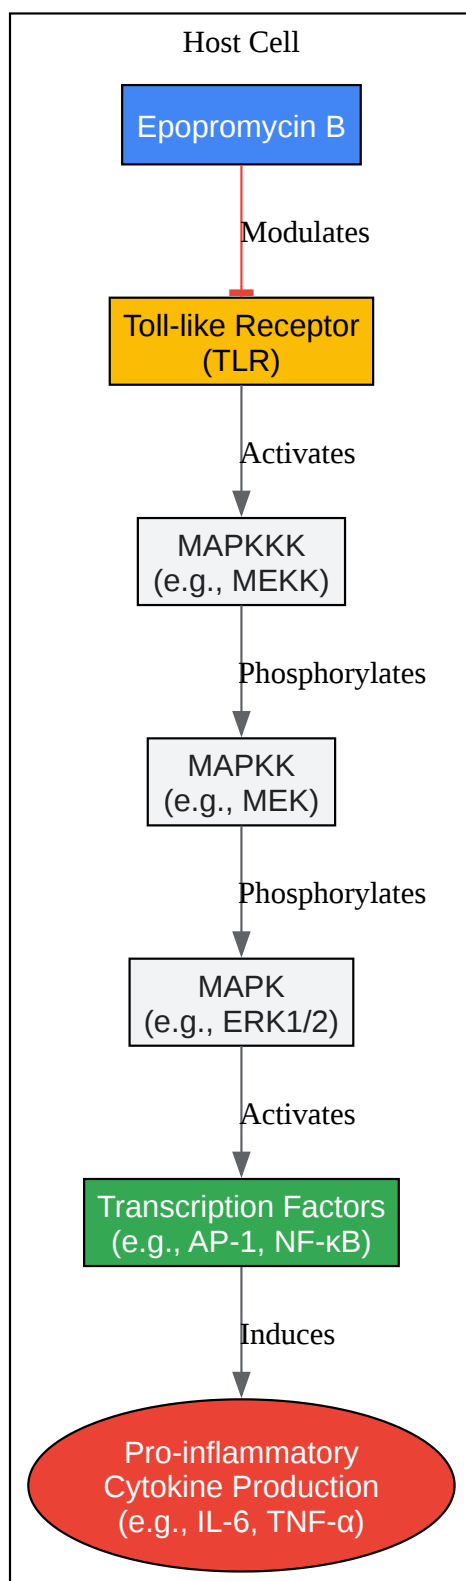 Host Cell
Epopromycin B
Modulates
Toll-like Receptor
(TLR)
Activates
MAPKKK
(e.g., MEKK)
Phosphorylates
MAPKK
(e.g., MEK)
Phosphorylates
MAPK
(e.g., ERK1/2)
Activates
Transcription Factors
(e.g., AP-1, NF-κB)
Induces
Pro-inflammatory
Cytokine Production
(e.g., IL-6, TNF-α)